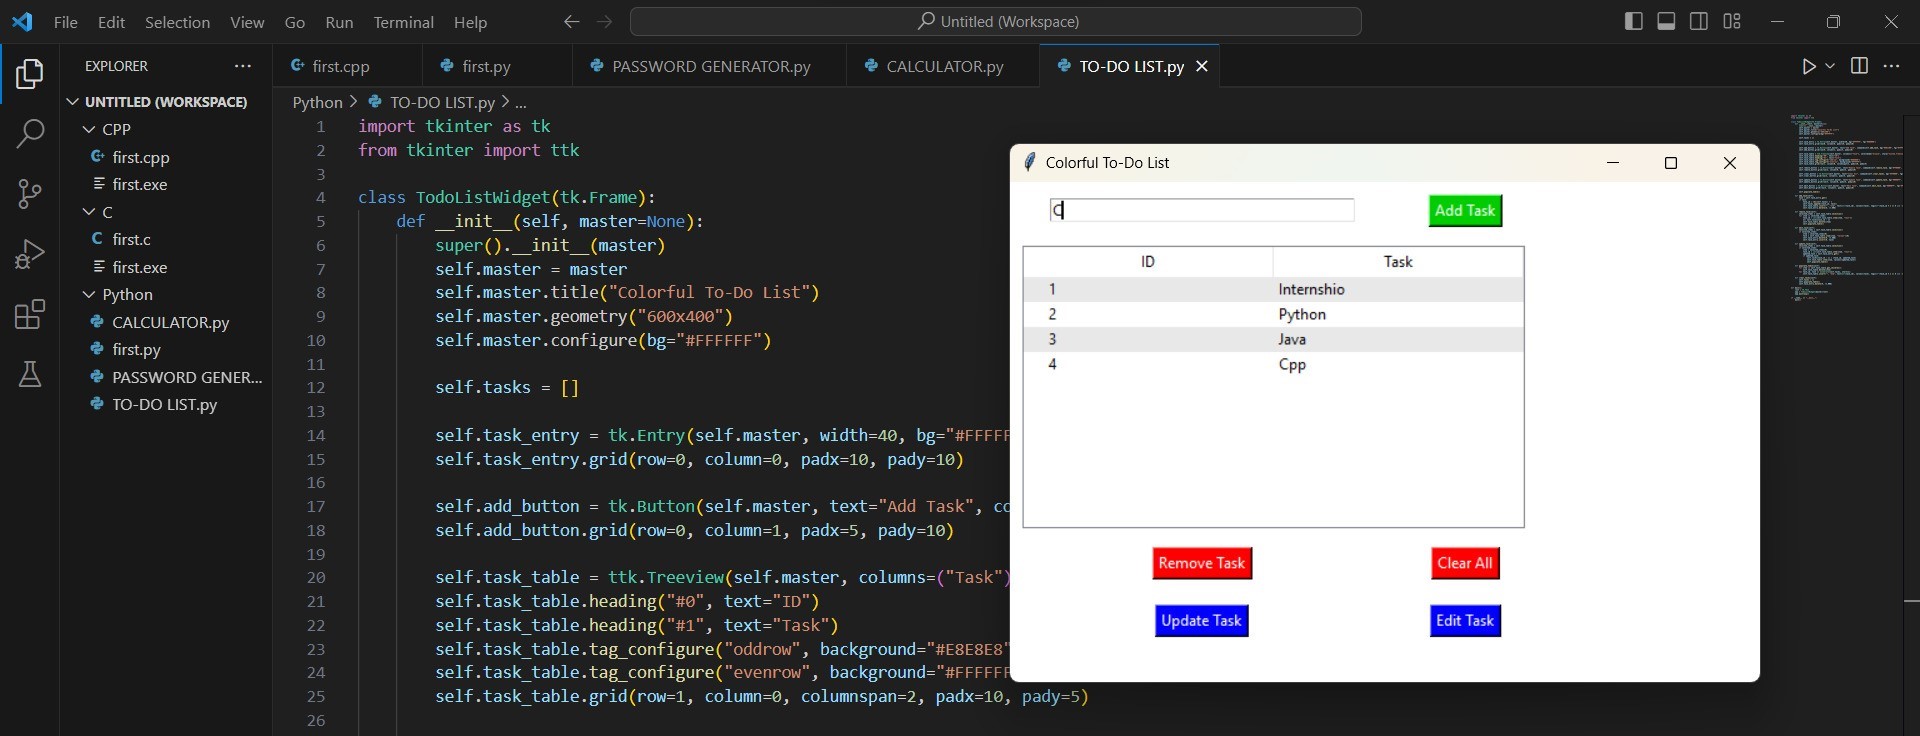 File Edit Selection View Go Run Terminal Help
Untitled (Workspace)
EXPLORER
UNTITLED (WORKSPACE)
CPP
first.cpp
first.exe
C
first.c
first.exe
Python
CALCULATOR.py
first.py
PASSWORD GENER...
TO-DO LIST.py
first.cpp
first.py
PASSWORD GENERATOR.py
CALCULATOR.py
TO-DO LIST.py
Python > TO-DO LIST.py > ...
1 import tkinter as tk
2 from tkinter import ttk
3
4 class TodoListWidget(tk.Frame):
5 def __init__(self, master=None):
6 super().__init__(master)
7 self.master = master
8 self.master.title("Colorful To-Do List")
9 self.master.geometry("600x400")
10 self.master.configure(bg="#FFFFFF")
11
12 self.tasks = []
13
14 self.task_entry = tk.Entry(self.master, width=40, bg="#FFFFF
15 self.task_entry.grid(row=0, column=0, padx=10, pady=10)
16
17 self.add_button = tk.Button(self.master, text="Add Task", co
18 self.add_button.grid(row=0, column=1, padx=5, pady=10)
19
20 self.task_table = ttk.Treeview(self.master, columns=("Task")
21 self.task_table.heading("#0", text="ID")
22 self.task_table.heading("#1", text="Task")
23 self.task_table.tag_configure("oddrow", background="#E8E8E8"
24 self.task_table.tag_configure("evenrow", background="#FFFFFF
25 self.task_table.grid(row=1, column=0, columnspan=2, padx=10, pady=5)
26
Colorful To-Do List
C
Add Task
ID Task
1 Internshio
2 Python
3 Java
4 Cpp
Remove Task
Clear All
Update Task
Edit Task